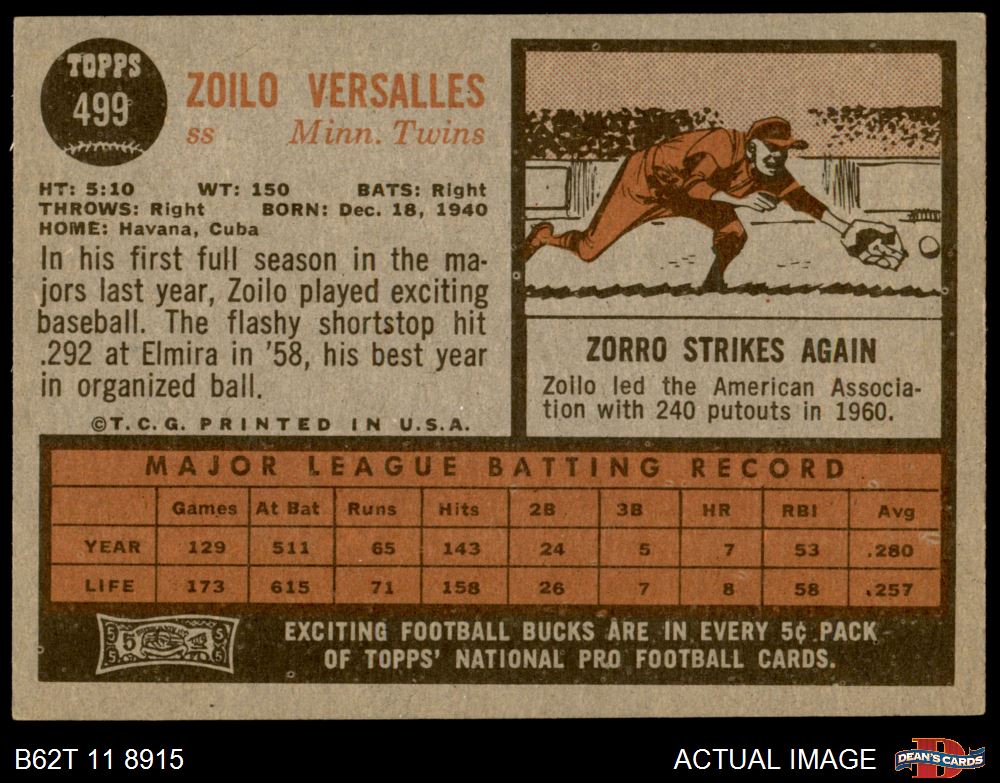 TOPPS
499
ZOILO VERSALLES
ss Minn. Twins
HT: 5:10 WT: 150 BATS: Right
THROWS: Right BORN: Dec. 18, 1940
HOME: Havana, Cuba
In his first full season in the ma-
jors last year, Zoilo played exciting
baseball. The flashy shortstop hit
.292 at Elmira in '58, his best year
in organized ball.
©T.C.G. PRINTED IN U.S.A.
ZORRO STRIKES AGAIN
Zoilo led the American Associa-
tion with 240 putouts in 1960.
MAJOR LEAGUE BATTING RECORD
Games At Bat Runs Hits 2B 3B HR RBI Avg
YEAR 129 511 65 143 24 5 7 53 .280
LIFE 173 615 71 158 26 7 8 58 .257
5
EXCITING FOOTBALL BUCKS ARE IN EVERY 5¢ PACK
OF TOPPS' NATIONAL PRO FOOTBALL CARDS.
B62T 11 8915
ACTUAL IMAGE
DEAN'S CARDS